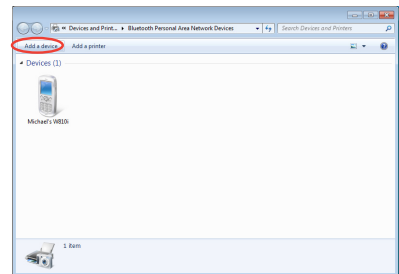 « Devices and Print... ▸ Bluetooth Personal Area Network Devices
Search Devices and Printers
Add a device Add a printer
Devices (1)
Michael's W810i
1 item